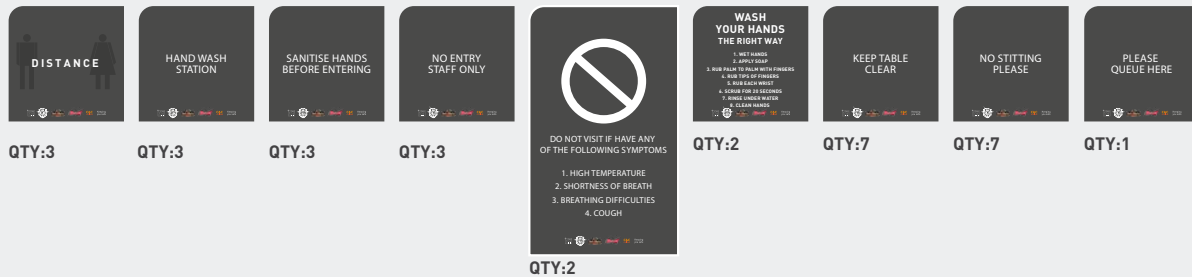 DISTANCE
QTY:3
HAND WASH
STATION
QTY:3
SANITISE HANDS
BEFORE ENTERING
QTY:3
NO ENTRY
STAFF ONLY
QTY:3
DO NOT VISIT IF HAVE ANY
OF THE FOLLOWING SYMPTOMS
1. HIGH TEMPERATURE
2. SHORTNESS OF BREATH
3. BREATHING DIFFICULTIES
4. COUGH
QTY:2
WASH
YOUR HANDS
THE RIGHT WAY
1. WET HANDS
2. APPLY SOAP
3. RUB PALM TO PALM WITH FINGERS
4. RUB TIPS OF FINGERS
5. RUB EACH WRIST
6. SCRUB FOR 20 SECONDS
7. RINSE UNDER WATER
8. CLEAN HANDS
QTY:2
KEEP TABLE
CLEAR
QTY:7
NO STITTING
PLEASE
QTY:7
PLEASE
QUEUE HERE
QTY:1